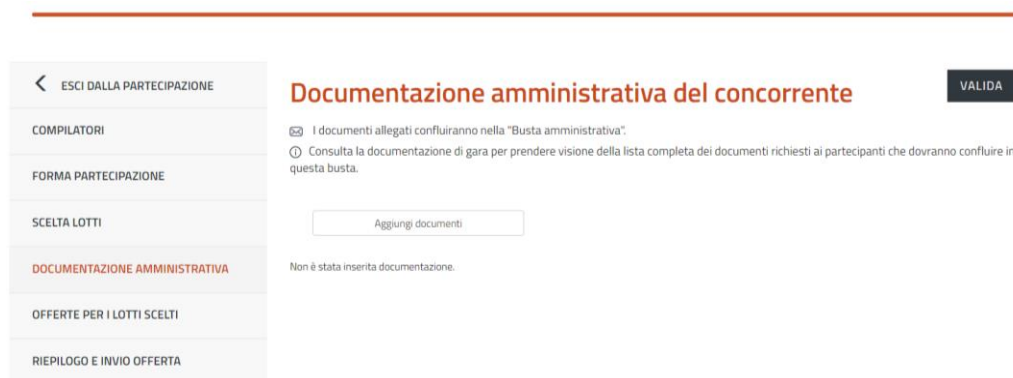 ESCI DALLA PARTECIPAZIONE
COMPILATORI
FORMA PARTECIPAZIONE
SCELTA LOTTI
DOCUMENTAZIONE AMMINISTRATIVA
OFFERTE PER I LOTTI SCELTI
RIEPILOGO E INVIO OFFERTA
Documentazione amministrativa del concorrente
VALIDA
I documenti allegati confluiranno nella "Busta amministrativa".
Consulta la documentazione di gara per prendere visione della lista completa dei documenti richiesti ai partecipanti che dovranno confluire in
questa busta.
Aggiungi documenti
Non è stata inserita documentazione.